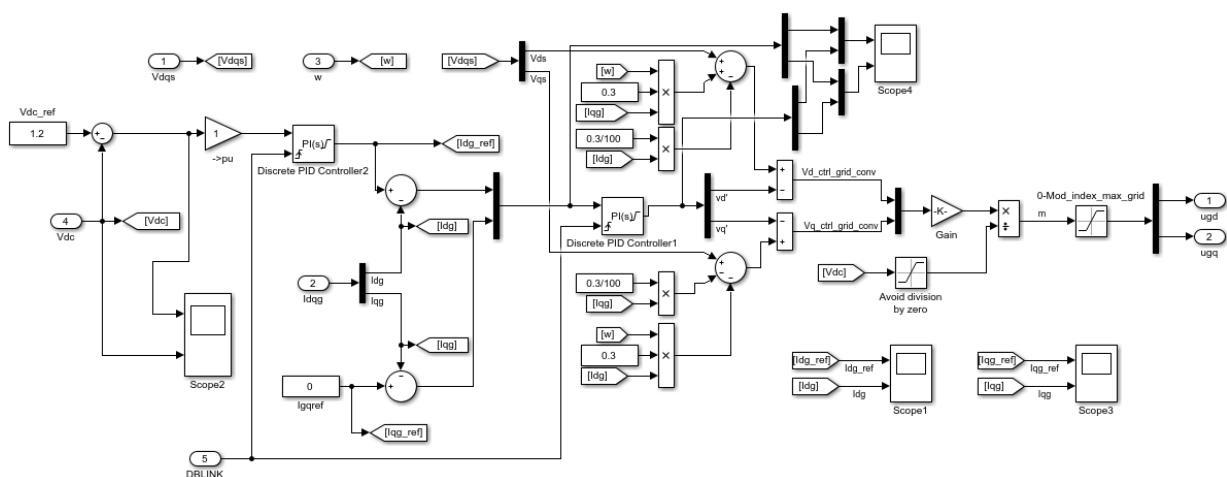 1
Vdqs
[Vdqs]
3
w
[w]
[Vdqs]
Vds
Vqs
[w]
0.3
[Iqg]
×
0.3/100
[Idg]
×
Scope4
Vdc_ref
1.2
1
->pu
PI(s)
Discrete PID Controller2
[Idg_ref]
4
Vdc
[Vdc]
Scope2
2
Idqg
Idg
Iqg
[Idg]
[Iqg]
0
Igqref
[Iqg_ref]
5
DBLINK
PI(s)
Discrete PID Controller1
vd'
vq'
Vd_ctrl_grid_conv
Vq_ctrl_grid_conv
-K-
Gain
×
÷
m
0-Mod_index_max_grid
1
ugd
2
ugq
[Vdc]
Avoid division
by zero
0.3/100
[Iqg]
×
[w]
0.3
[Idg]
×
[Idg_ref]
Idg_ref
[Idg]
Idg
Scope1
[Iqg_ref]
Iqg_ref
[Iqg]
Iqg
Scope3